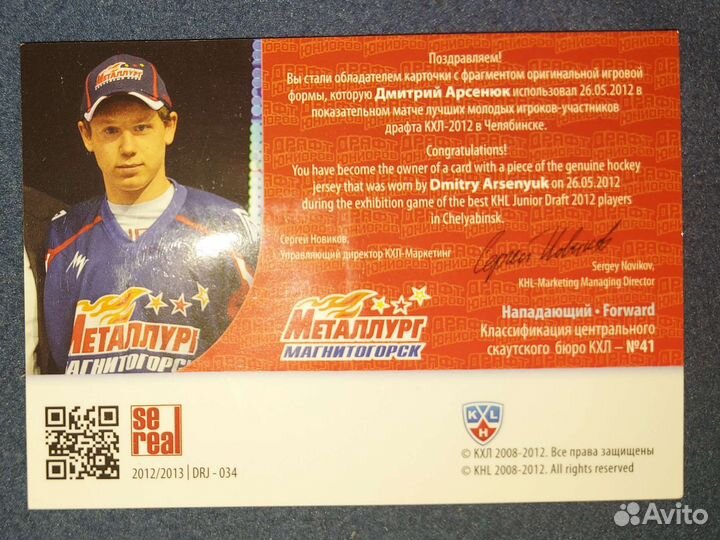 МЕТАЛЛУРГ
Поздравляем!
Вы стали обладателем карточки с фрагментом оригинальной игровой
формы, которую Дмитрий Арсенюк использовал 26.05.2012 в
показательном матче лучших молодых игроков-участников
драфта КХЛ-2012 в Челябинске.
Congratulations!
You have become the owner of a card with a piece of the genuine hockey
jersey that was worn by Dmitry Arsenyuk on 26.05.2012
during the exhibition game of the best KHL Junior Draft 2012 players
in Chelyabinsk.
Сергей Новиков,
Управляющий директор КХЛ-Маркетинг
Сергей Новиков
Sergey Novikov,
KHL-Marketing Managing Director
МЕТАЛЛУРГ
МАГНИТОГОРСК
МЕТАЛЛУРГ
МАГНИТОГОРСК
Нападающий • Forward
Классификация центрального
скаутского бюро КХЛ – №41
se
real
2012/2013 | DRJ - 034
KHL
© КХЛ 2008-2012. Все права защищены
© KHL 2008-2012. All rights reserved
ДРАФТ
ЮНИОРОВ
Avito